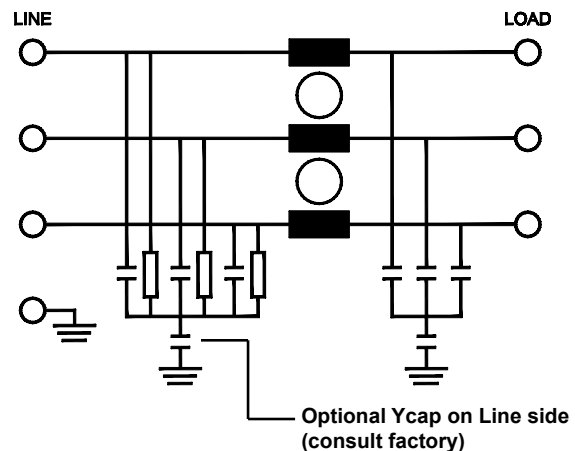 LINE
LOAD
Optional Ycap on Line side
(consult factory)